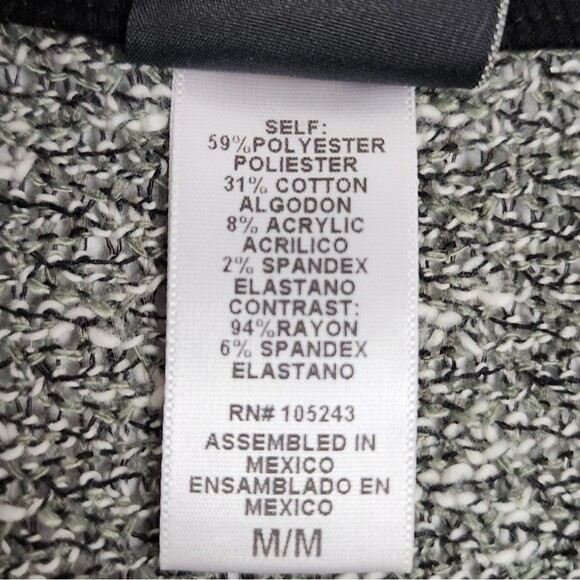 SELF:
59%POLYESTER
POLIESTER
31% COTTON
ALGODON
8% ACRYLIC
ACRILICO
2% SPANDEX
ELASTANO
CONTRAST:
94%RAYON
6% SPANDEX
ELASTANO
RN# 105243
ASSEMBLED IN
MEXICO
ENSAMBLADO EN
MEXICO
M/M